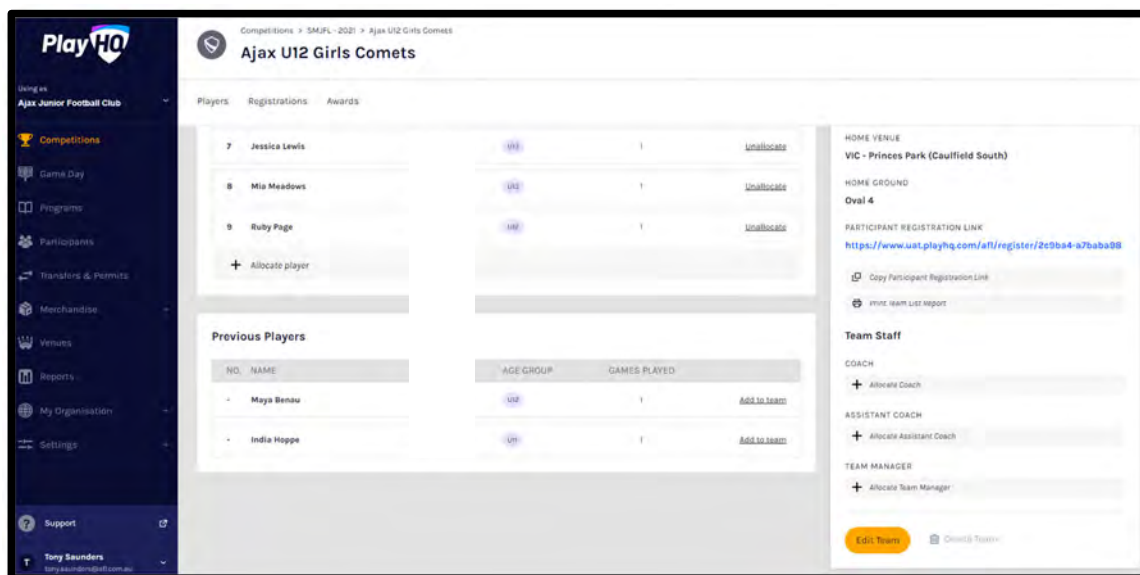 PlayHQ
Using as
Ajax Junior Football Club
Competitions
Game Day
Programs
Participants
Transfers & Permits
Merchandise
Venues
Reports
My Organisation
Settings
Support
T
Tony Saunders
tony.saunders@afl.com.au
Competitions > SMJFL - 2021 > Ajax U12 Girls Comets
Ajax U12 Girls Comets
Players Registrations Awards
7 Jessica Lewis U12 1 Unallocate
8 Mia Meadows U12 1 Unallocate
9 Ruby Page U12 1 Unallocate
+ Allocate player
Previous Players
NO. NAME AGE GROUP GAMES PLAYED
- Maya Benau U12 1 Add to team
- India Hoppe U11 1 Add to team
HOME VENUE
VIC - Princes Park (Caulfield South)
HOME GROUND
Oval 4
PARTICIPANT REGISTRATION LINK
https://www.uat.playhq.com/afl/register/2c9ba4-a7baba98
Copy Participant Registration Link
Print Team List Report
Team Staff
COACH
+ Allocate Coach
ASSISTANT COACH
+ Allocate Assistant Coach
TEAM MANAGER
+ Allocate Team Manager
Edit Team Delete Team